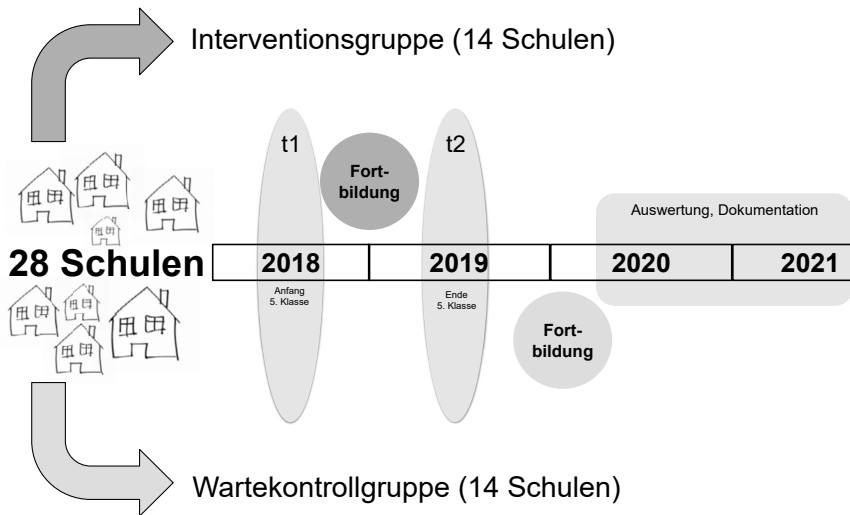 Interventionsgruppe (14 Schulen)
t1
t2
Fort-
bildung
Auswertung, Dokumentation
28 Schulen
2018
2019
2020
2021
Anfang
5. Klasse
Ende
5. Klasse
Fort-
bildung
Wartekontrollgruppe (14 Schulen)